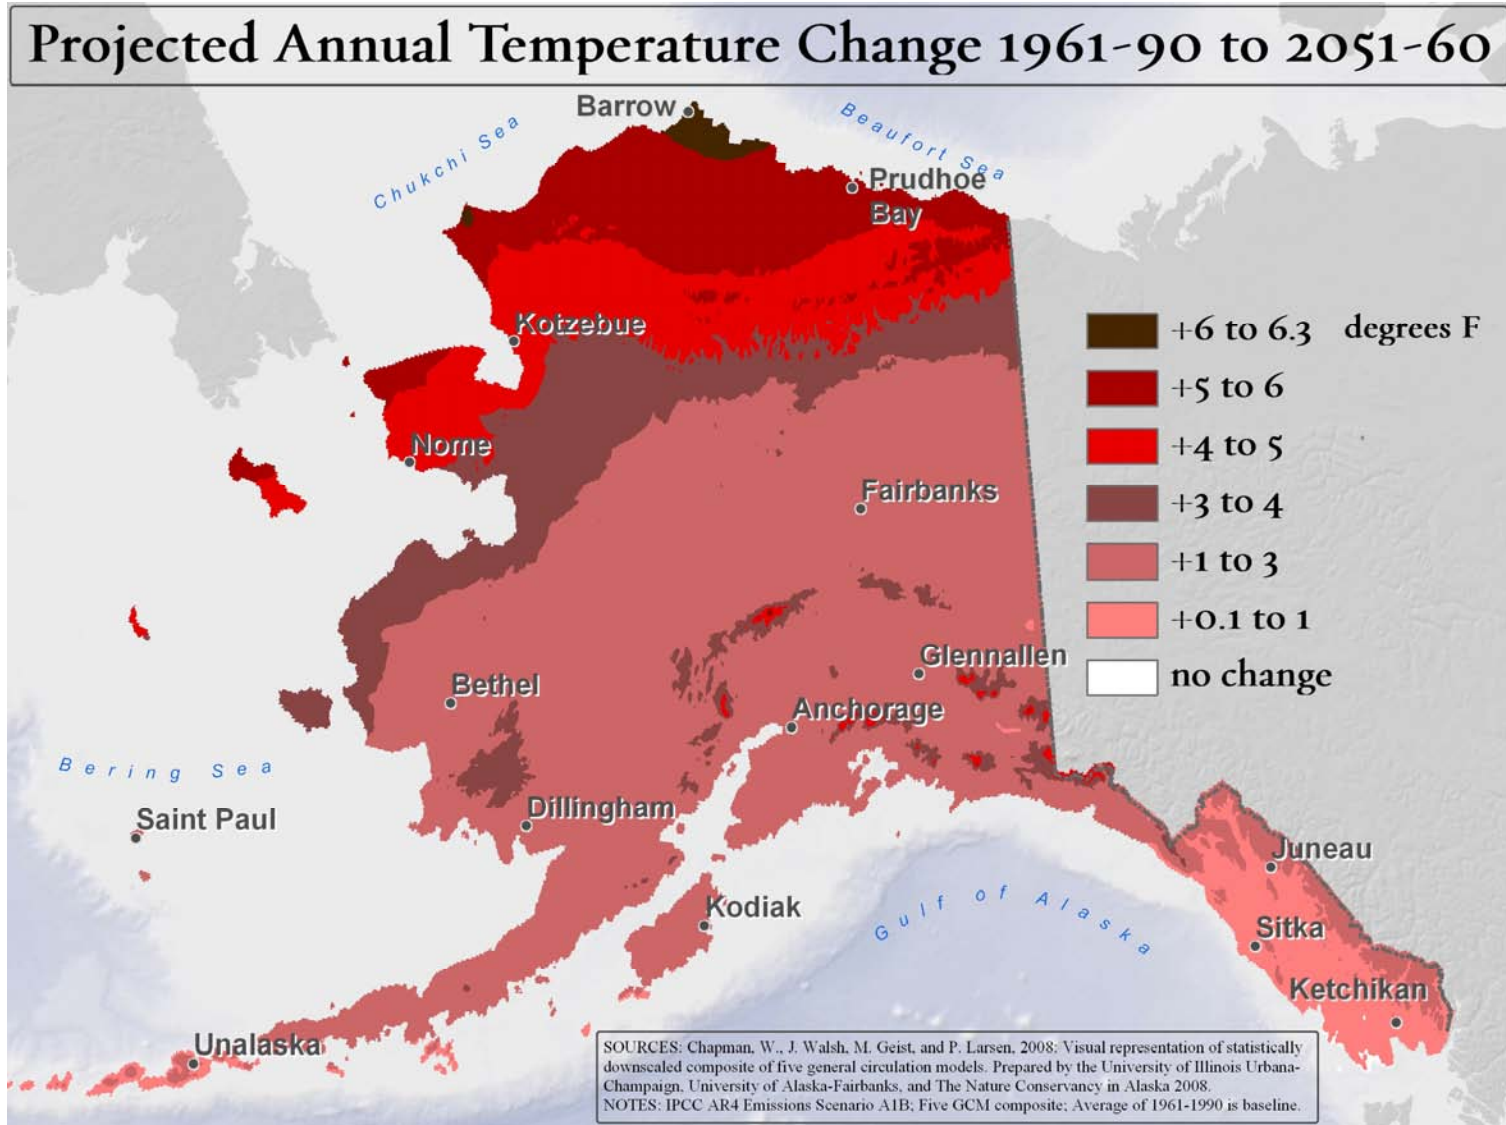 Projected Annual Temperature Change 1961-90 to 2051-60
Barrow
Beaufort Sea
Chukchi Sea
Prudhoe
Bay
Kotzebue
+6 to 6.3 degrees F
+5 to 6
+4 to 5
+3 to 4
+1 to 3
+0.1 to 1
no change
Nome
Fairbanks
Glennallen
Bethel
Anchorage
Bering Sea
Dillingham
Saint Paul
Juneau
Kodiak
Gulf of Alaska
Sitka
Ketchikan
Unalaska
SOURCES: Chapman, W., J. Walsh, M. Geist, and P. Larsen, 2008: Visual representation of statistically
downscaled composite of five general circulation models. Prepared by the University of Illinois Urbana-
Champaign, University of Alaska-Fairbanks, and The Nature Conservancy in Alaska 2008.
NOTES: IPCC AR4 Emissions Scenario A1B; Five GCM composite; Average of 1961-1990 is baseline.